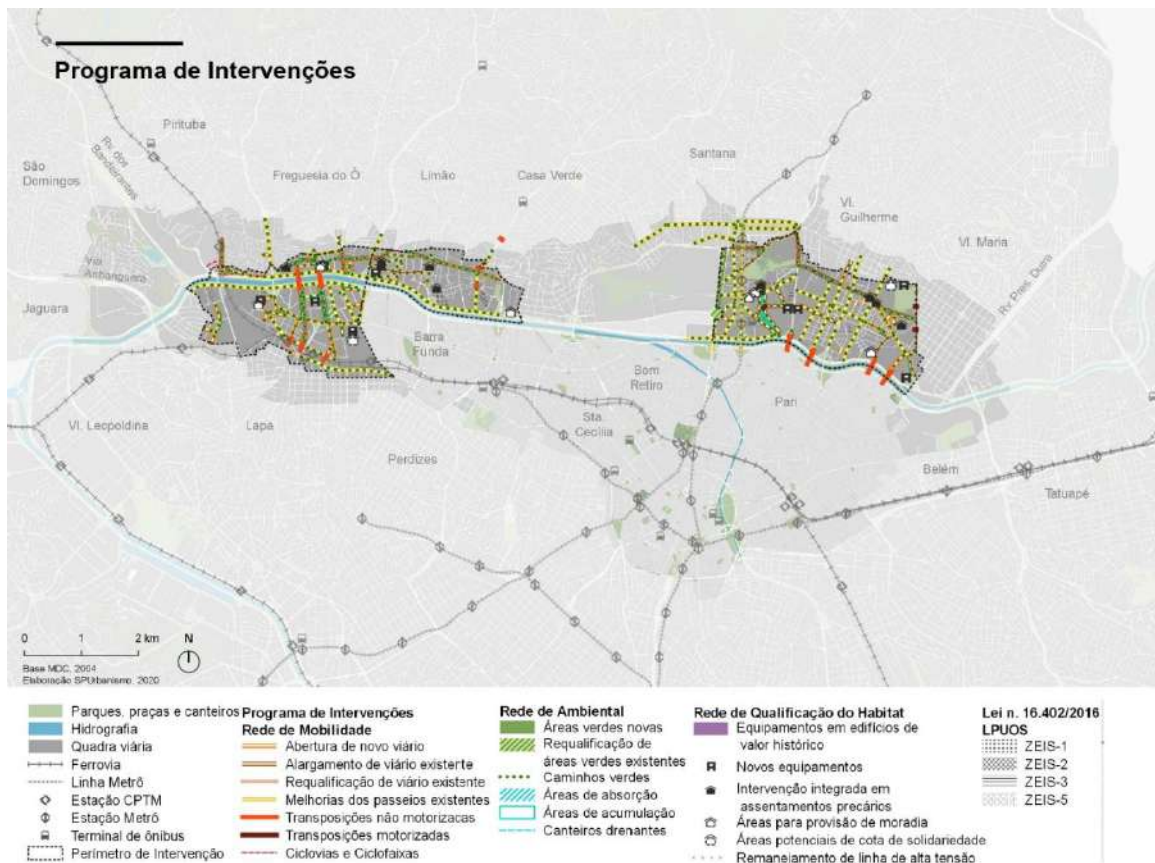 Programa de Intervenções
Pirituba
São
Domingos
Rv. dos
Bandeirantes
Freguesia do Ó
Limão
Casa Verde
Santana
Vl.
Guilherme
Vl. Maria
Rv Pres. Dutra
Via
Anhanguera
Jaguara
Barra
Funda
Bom
Retiro
Pari
Sta.
Cecília
Vl. Leopoldina
Lapa
Perdizes
Belém
Tatuapé
0 1 2 km N
Base MDC, 2004
Elaboração SPUrbanismo, 2020
Parques, praças e canteiros
Hidrografia
Quadra viária
Ferrovia
Linha Metrô
Estação CPTM
Estação Metrô
Terminal de ônibus
Perímetro de Intervenção
Programa de Intervenções
Rede de Mobilidade
Abertura de novo viário
Alargamento de viário existerte
Requalificação de viário existente
Melhorias dos passeios existentes
Transposições não motorizacas
Transposições motorizadas
Ciclovias e Ciclofaixas
Rede de Ambiental
Áreas verdes novas
Requalificação de
áreas verdes existentes
Caminhos verdes
Áreas de absorção
Áreas de acumulação
Canteiros drenantes
Rede de Qualificação do Habitat
Equipamentos em edifícios de
valor histórico
Novos equipamentos
Intervenção integrada em
assentamentos precários
Áreas para provisão de moradia
Áreas potenciais de cota de solidariedade
Remanejamento de linha de alta tensão
Lei n. 16.402/2016
LPUOS
ZEIS-1
ZEIS-2
ZEIS-3
ZEIS-5